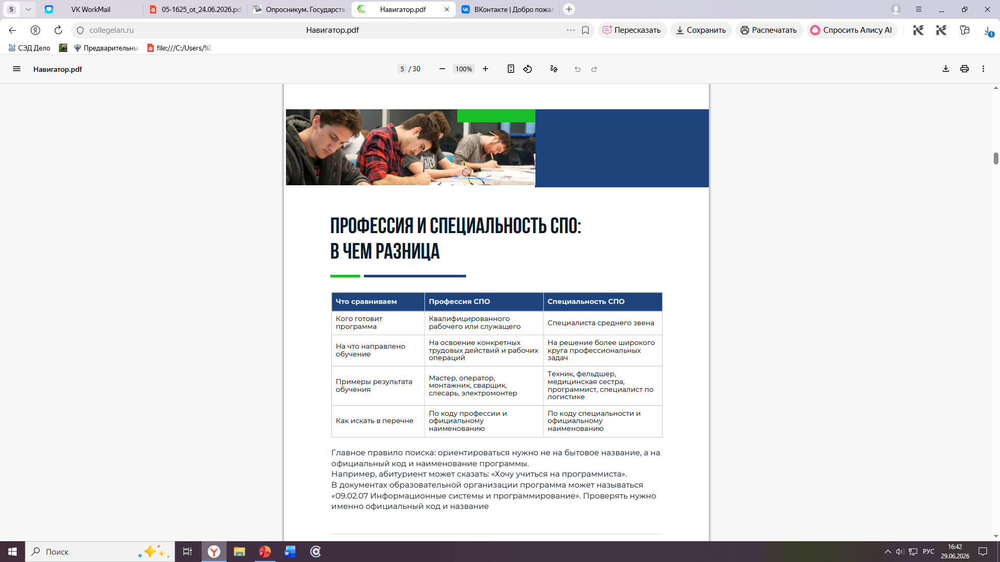 5
VK WorkMail
05-1625_ot_24.06.2026.pd
Опросникум. Государств
Навигатор.pdf
ВКонтакте | Добро пожал
collegelan.ru
Навигатор.pdf
Пересказать
Сохранить
Распечатать
Спросить Алису AI
1
TLS
СЭД Дело
Предварительны
file:///C:/Users/%D
Навигатор.pdf
5 / 30
100%
ПРОФЕССИЯ И СПЕЦИАЛЬНОСТЬ СПО:
В ЧЕМ РАЗНИЦА
Что сравниваем
Профессия СПО
Специальность СПО
Кого готовит
программа
Квалифицированного
рабочего или служащего
Специалиста среднего звена
На что направлено
обучение
На освоение конкретных
трудовых действий и рабочих
операций
На решение более широкого
круга профессиональных
задач
Примеры результата
обучения
Мастер, оператор,
монтажник, сварщик,
слесарь, электромонтер
Техник, фельдшер,
медицинская сестра,
программист, специалист по
логистике
Как искать в перечне
По коду профессии и
официальному
наименованию
По коду специальности и
официальному
наименованию
Главное правило поиска: ориентироваться нужно не на бытовое название, а на
официальный код и наименование программы.
Например, абитуриент может сказать: «Хочу учиться на программиста».
В документах образовательной организации программа может называться
«09.02.07 Информационные системы и программирование». Проверять нужно
именно официальный код и название
Поиск
РУС
16:42
29.06.2026